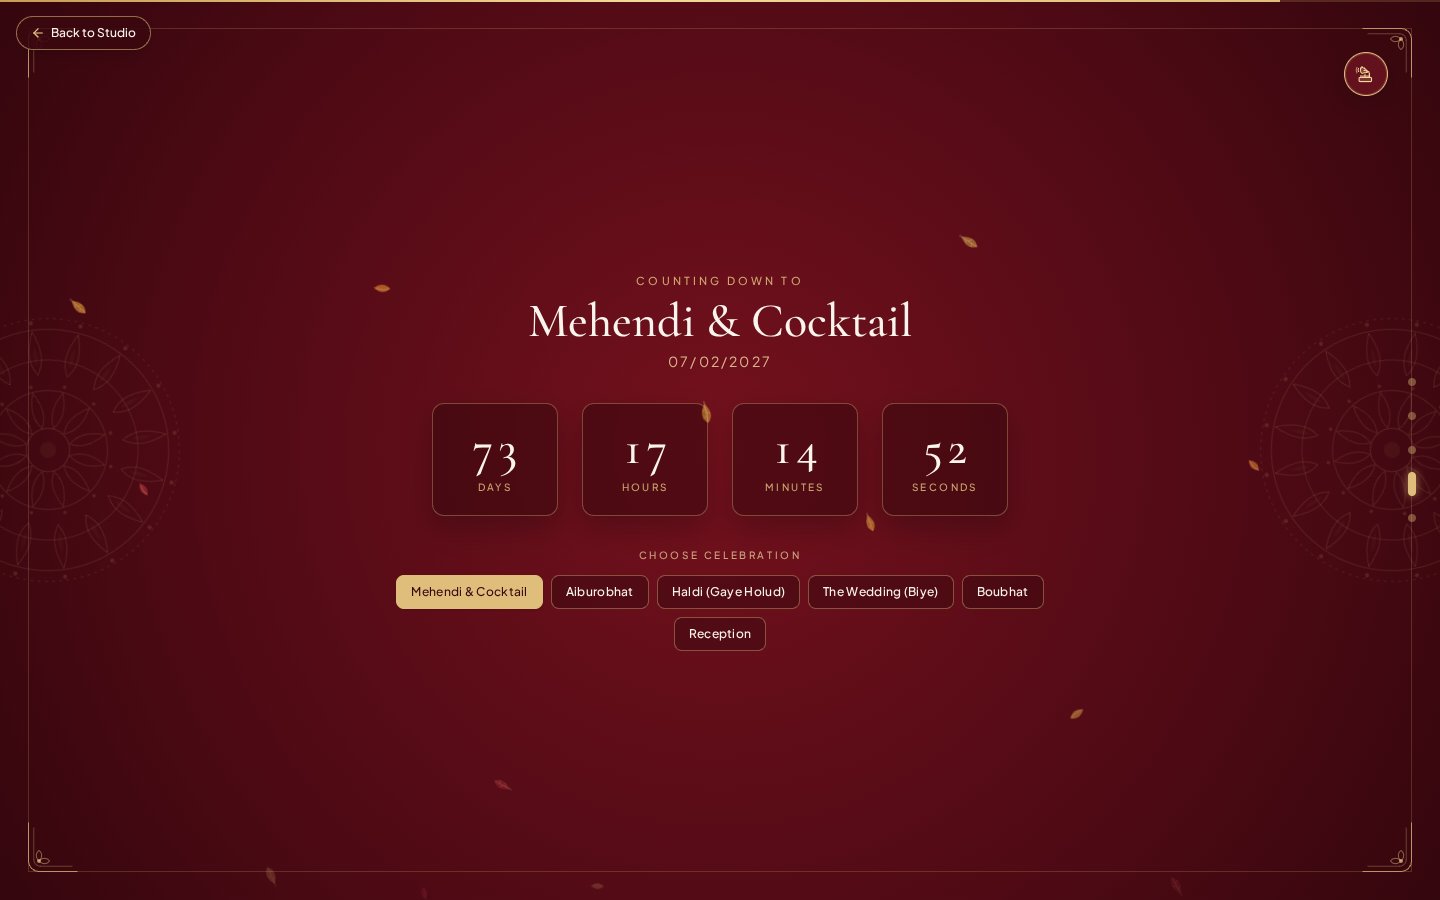 Back to Studio
COUNTING DOWN TO
Mehendi & Cocktail
07/02/2027
73 17 14 52
DAYS HOURS MINUTES SECONDS
CHOOSE CELEBRATION
Mehendi & Cocktail Aiburobhat Haldi (Gaye Holud) The Wedding (Biye) Boubhat
Reception